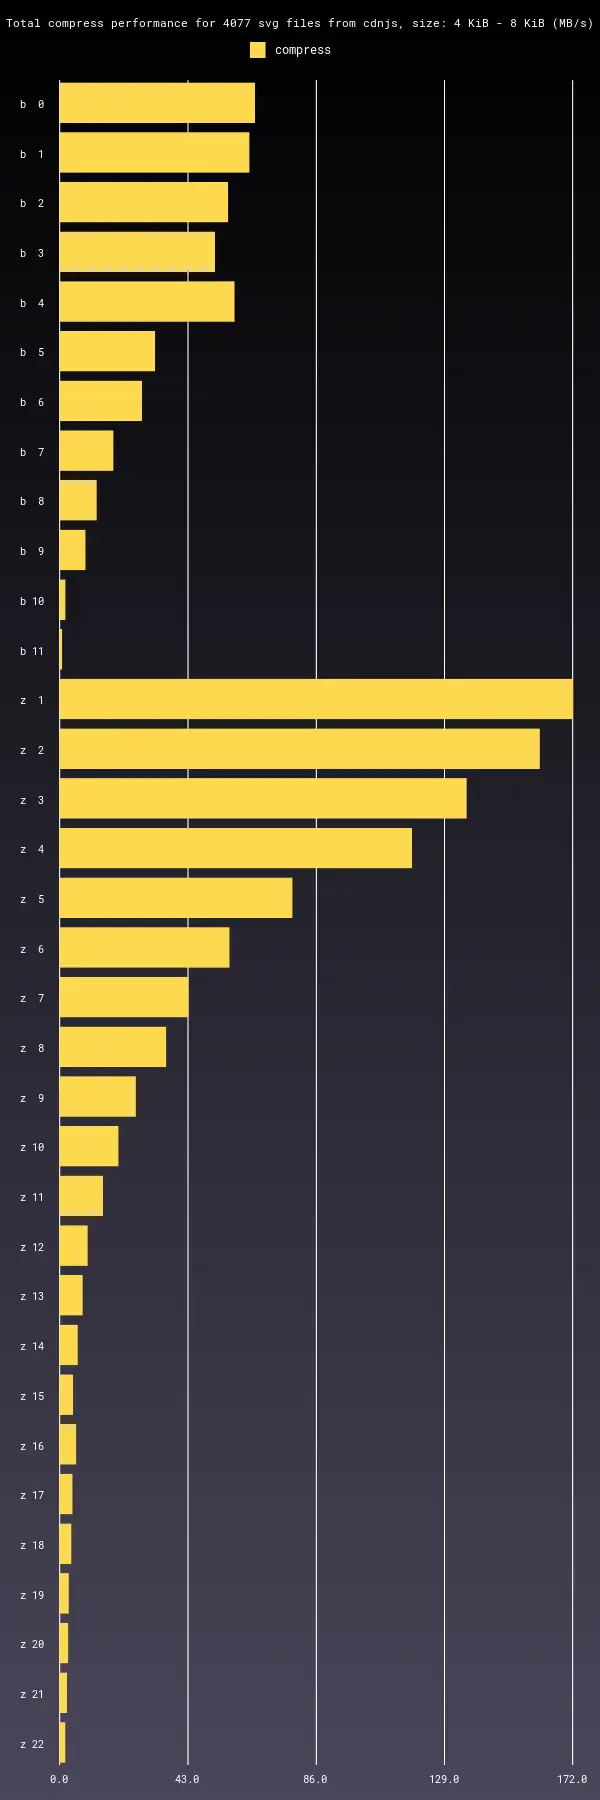 Total compress performance for 4077 svg files from cdnjs, size: 4 KiB - 8 KiB (MB/s)
compress
b  0
b  1
b  2
b  3
b  4
b  5
b  6
b  7
b  8
b  9
b 10
b 11
z  1
z  2
z  3
z  4
z  5
z  6
z  7
z  8
z  9
z 10
z 11
z 12
z 13
z 14
z 15
z 16
z 17
z 18
z 19
z 20
z 21
z 22
0.0 43.0 86.0 129.0 172.0